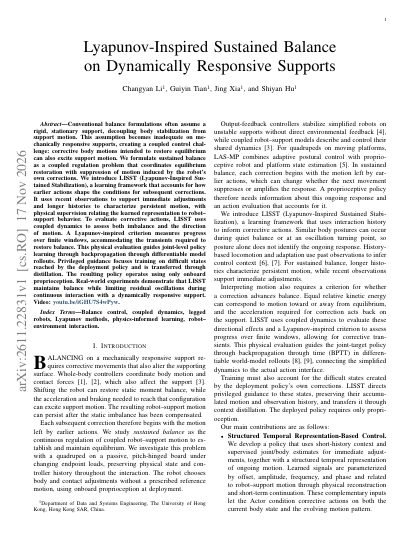 1
Lyapunov-Inspired Sustained Balance
on Dynamically Responsive Supports
Changyan Li¹, Guiyin Tian¹, Jing Xia¹, and Shiyan Hu¹
arXiv:2611.22831v1 [cs.RO] 17 Nov 2026
Abstract—Conventional balance formulations often assume a
rigid, stationary support, decoupling body stabilization from
support motion. This assumption becomes inadequate on me-
chanically responsive supports, creating a coupled control chal-
lenge: corrective body motions intended to restore equilibrium
can also excite support motion. We formulate sustained balance
as a coupled regulation problem that coordinates equilibrium
restoration with suppression of motion induced by the robot's
own corrections. We introduce LISST (Lyapunov-Inspired Sus-
tained Stabilization), a learning framework that accounts for how
earlier actions shape the conditions for subsequent corrections.
It uses recent observations to support immediate adjustments
and longer histories to characterize persistent motion, with
physical supervision relating the learned representation to robot–
support behavior. To evaluate corrective actions, LISST uses
coupled dynamics to assess both imbalance and the direction
of motion. A Lyapunov-inspired criterion measures progress
over finite windows, accommodating the transients required to
restore balance. This physical evaluation guides joint-level policy
learning through backpropagation through differentiable model
rollouts. Privileged guidance focuses training on difficult states
reached by the deployment policy and is transferred through
distillation. The resulting policy operates using only onboard
proprioception. Real-world experiments demonstrate that LISST
maintains balance while limiting residual oscillations during
continuous interaction with a dynamically responsive support.
Index Terms—Balance control, coupled dynamics, legged
robots, Lyapunov methods, physics-informed learning, robot–
environment interaction.
I. INTRODUCTION
BALANCING on a mechanically responsive support re-
quires corrective movements that also alter the supporting
surface. Whole-body controllers coordinate body motion and
contact forces [1], [2], which also affect the support [3].
Shifting the body can restore static moment balance, while
the acceleration and braking needed to reach that configuration
can excite support motion. The resulting robot–support motion
can persist after the static imbalance has been compensated.
Each subsequent correction therefore begins with the motion
left by earlier actions. We study sustained balance as the
continuous regulation of coupled robot–support motion to es-
tablish and maintain equilibrium. We investigate this problem
with a quadruped on a passive, pitch-hinged board under
changing endpoint loads, preserving physical state and con-
troller history throughout the interaction. The robot chooses
body and contact adjustments without a prescribed reference
motion, using onboard proprioception at deployment.
¹Department of Data and Systems Engineering, The University of Hong
Kong, Hong Kong SAR, China.
Output-feedback controllers stabilize simplified robots on
unstable supports without direct environmental feedback [4],
while coupled robot–support models describe and control their
shared dynamics [3]. For quadrupeds on moving platforms,
LAS-MP combines adaptive postural control with proprio-
ceptive robot and platform state estimation [5]. In sustained
balance, each correction begins with the motion left by ear-
lier actions, which can change whether the next movement
suppresses or amplifies the response. A proprioceptive policy
therefore needs information about this ongoing response and
an action evaluation that accounts for it.
We introduce LISST (Lyapunov-Inspired Sustained Stabi-
lization), a learning framework that uses interaction history
to inform corrective actions. Similar body postures can occur
during quiet balance or at an oscillation turning point, so
posture alone does not identify the ongoing response. History-
based locomotion and adaptation use past observations to infer
control context [6], [7]. For sustained balance, longer histo-
ries characterize persistent motion, while recent observations
support immediate adjustments.
Interpreting motion also requires a criterion for whether
a correction advances balance. Equal relative kinetic energy
can correspond to motion toward or away from equilibrium,
and the acceleration required for correction acts back on
the support. LISST uses coupled dynamics to evaluate these
directional effects and a Lyapunov-inspired criterion to assess
progress over finite windows, allowing for corrective tran-
sients. This physical evaluation guides the joint-target policy
through backpropagation through time (BPTT) in differen-
tiable world-model rollouts [8], [9], connecting the simplified
dynamics to the actual action interface.
Training must also account for the difficult states created
by the deployment policy's own corrections. LISST directs
privileged guidance to these states, preserving their accumu-
lated motion and observation history, and transfers it through
context distillation. The deployed policy requires only propri-
oception.
Our main contributions are as follows:
• Structured Temporal Representation-Based Control.
We develop a policy that uses short-history context and
supervised joint/body estimates for immediate adjust-
ments, together with a structured temporal representation
of ongoing motion. Learned signals are parameterized
by offset, amplitude, frequency, and phase and related
to robot–support motion through physical reconstruction
and short-term continuation. These complementary inputs
let the Actor condition corrective actions on both the
current body state and the evolving motion pattern.